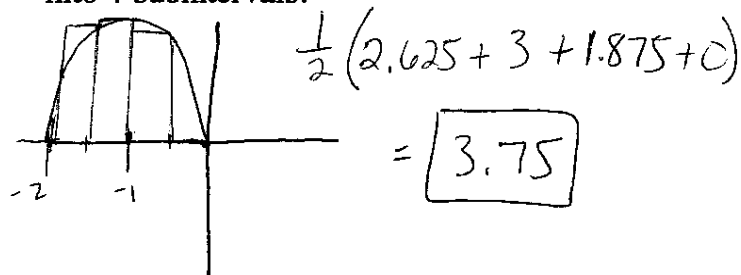 into 4 subintervals.
1/2 (2.625 + 3 + 1.875 + 0)
= 3.75
-2 -1